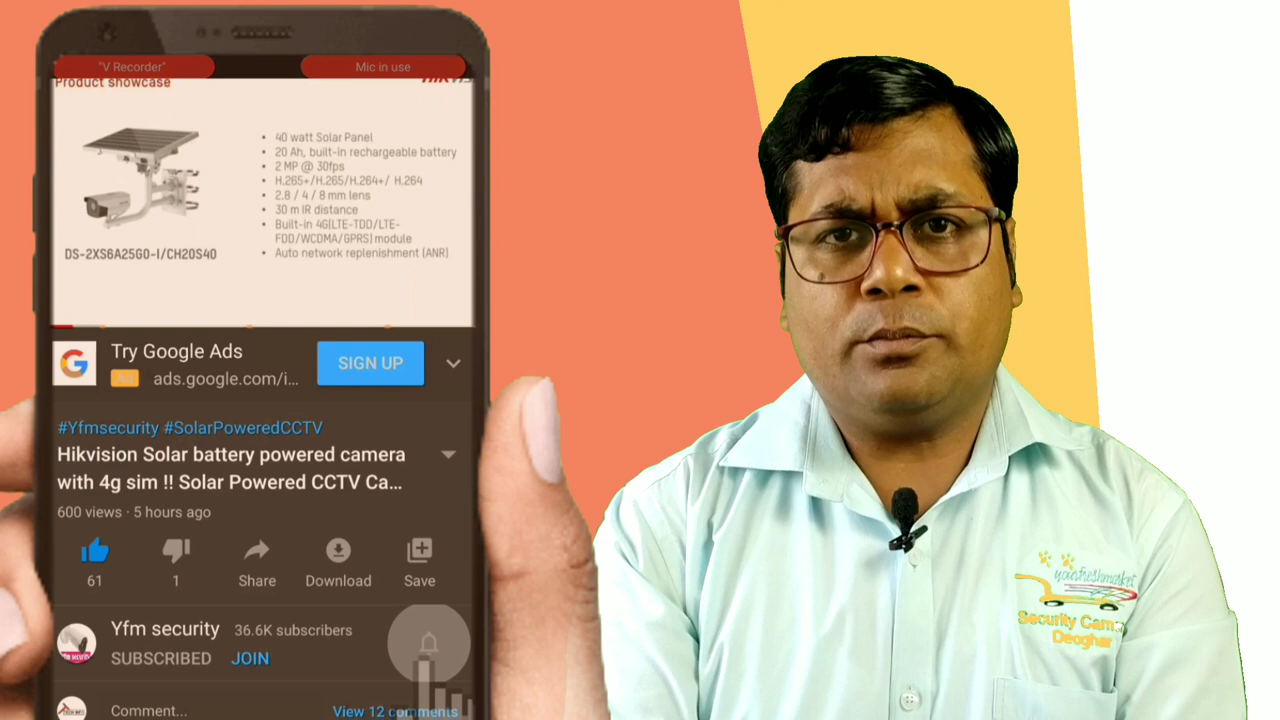 "V Recorder"
Mic in use
Product showcase
40 watt Solar Panel
20 Ah, built-in rechargeable battery
2 MP @ 30fps
H.265+/H.265/H.264+/ H.264
2.8 / 4 / 8 mm lens
30 m IR distance
Built-in 4G(LTE-TDD/LTE-
FDD/WCDMA/GPRS) module
Auto network replenishment (ANR)
DS-2XS6A25G0-I/CH20S40
Try Google Ads
Ad
ads.google.com/i...
SIGN UP
#Yfmsecurity #SolarPoweredCCTV
Hikvision Solar battery powered camera
with 4g sim !! Solar Powered CCTV Ca...
600 views · 5 hours ago
61
1
Share
Download
Save
Yfm security
36.6K subscribers
SUBSCRIBED
JOIN
Comment...
View 12 comments
yourfreshmarket
Security Cam
Deoghar